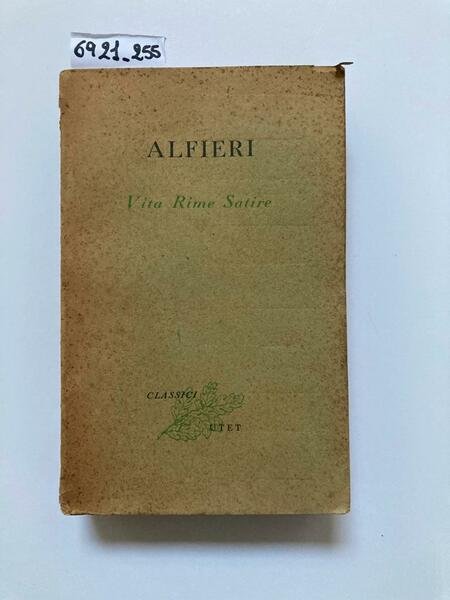 6921_255
ALFIERI
Vita Rime Satire
CLASSICI
UTET